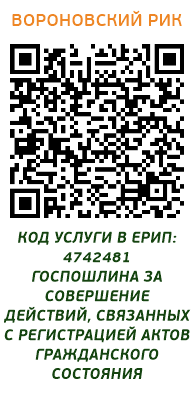 ВОРОНОВСКИЙ РИК
КОД УСЛУГИ В ЕРИП:
4742481
ГОСПОШЛИНА ЗА
СОВЕРШЕНИЕ
ДЕЙСТВИЙ, СВЯЗАННЫХ
С РЕГИСТРАЦИЕЙ АКТОВ
ГРАЖДАНСКОГО
СОСТОЯНИЯ